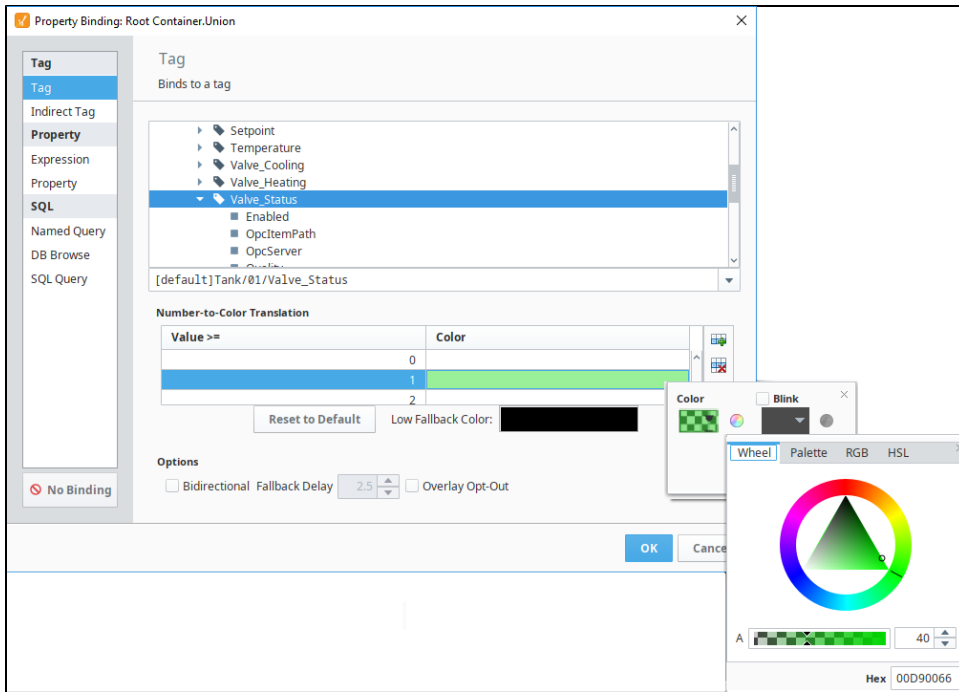 Property Binding: Root Container.Union
Tag
Tag
Indirect Tag
Property
Expression
Property
SQL
Named Query
DB Browse
SQL Query
No Binding
Tag
Binds to a tag
Setpoint
Temperature
Valve_Cooling
Valve_Heating
Valve_Status
Enabled
OpcItemPath
OpcServer
[default]Tank/01/Valve_Status
Number-to-Color Translation
Value >= Color
0
1
2
Reset to Default Low Fallback Color:
Options
Bidirectional Fallback Delay 2.5 Overlay Opt-Out
OK Cance
Color Blink
Wheel Palette RGB HSL
A 40
Hex 00D90066